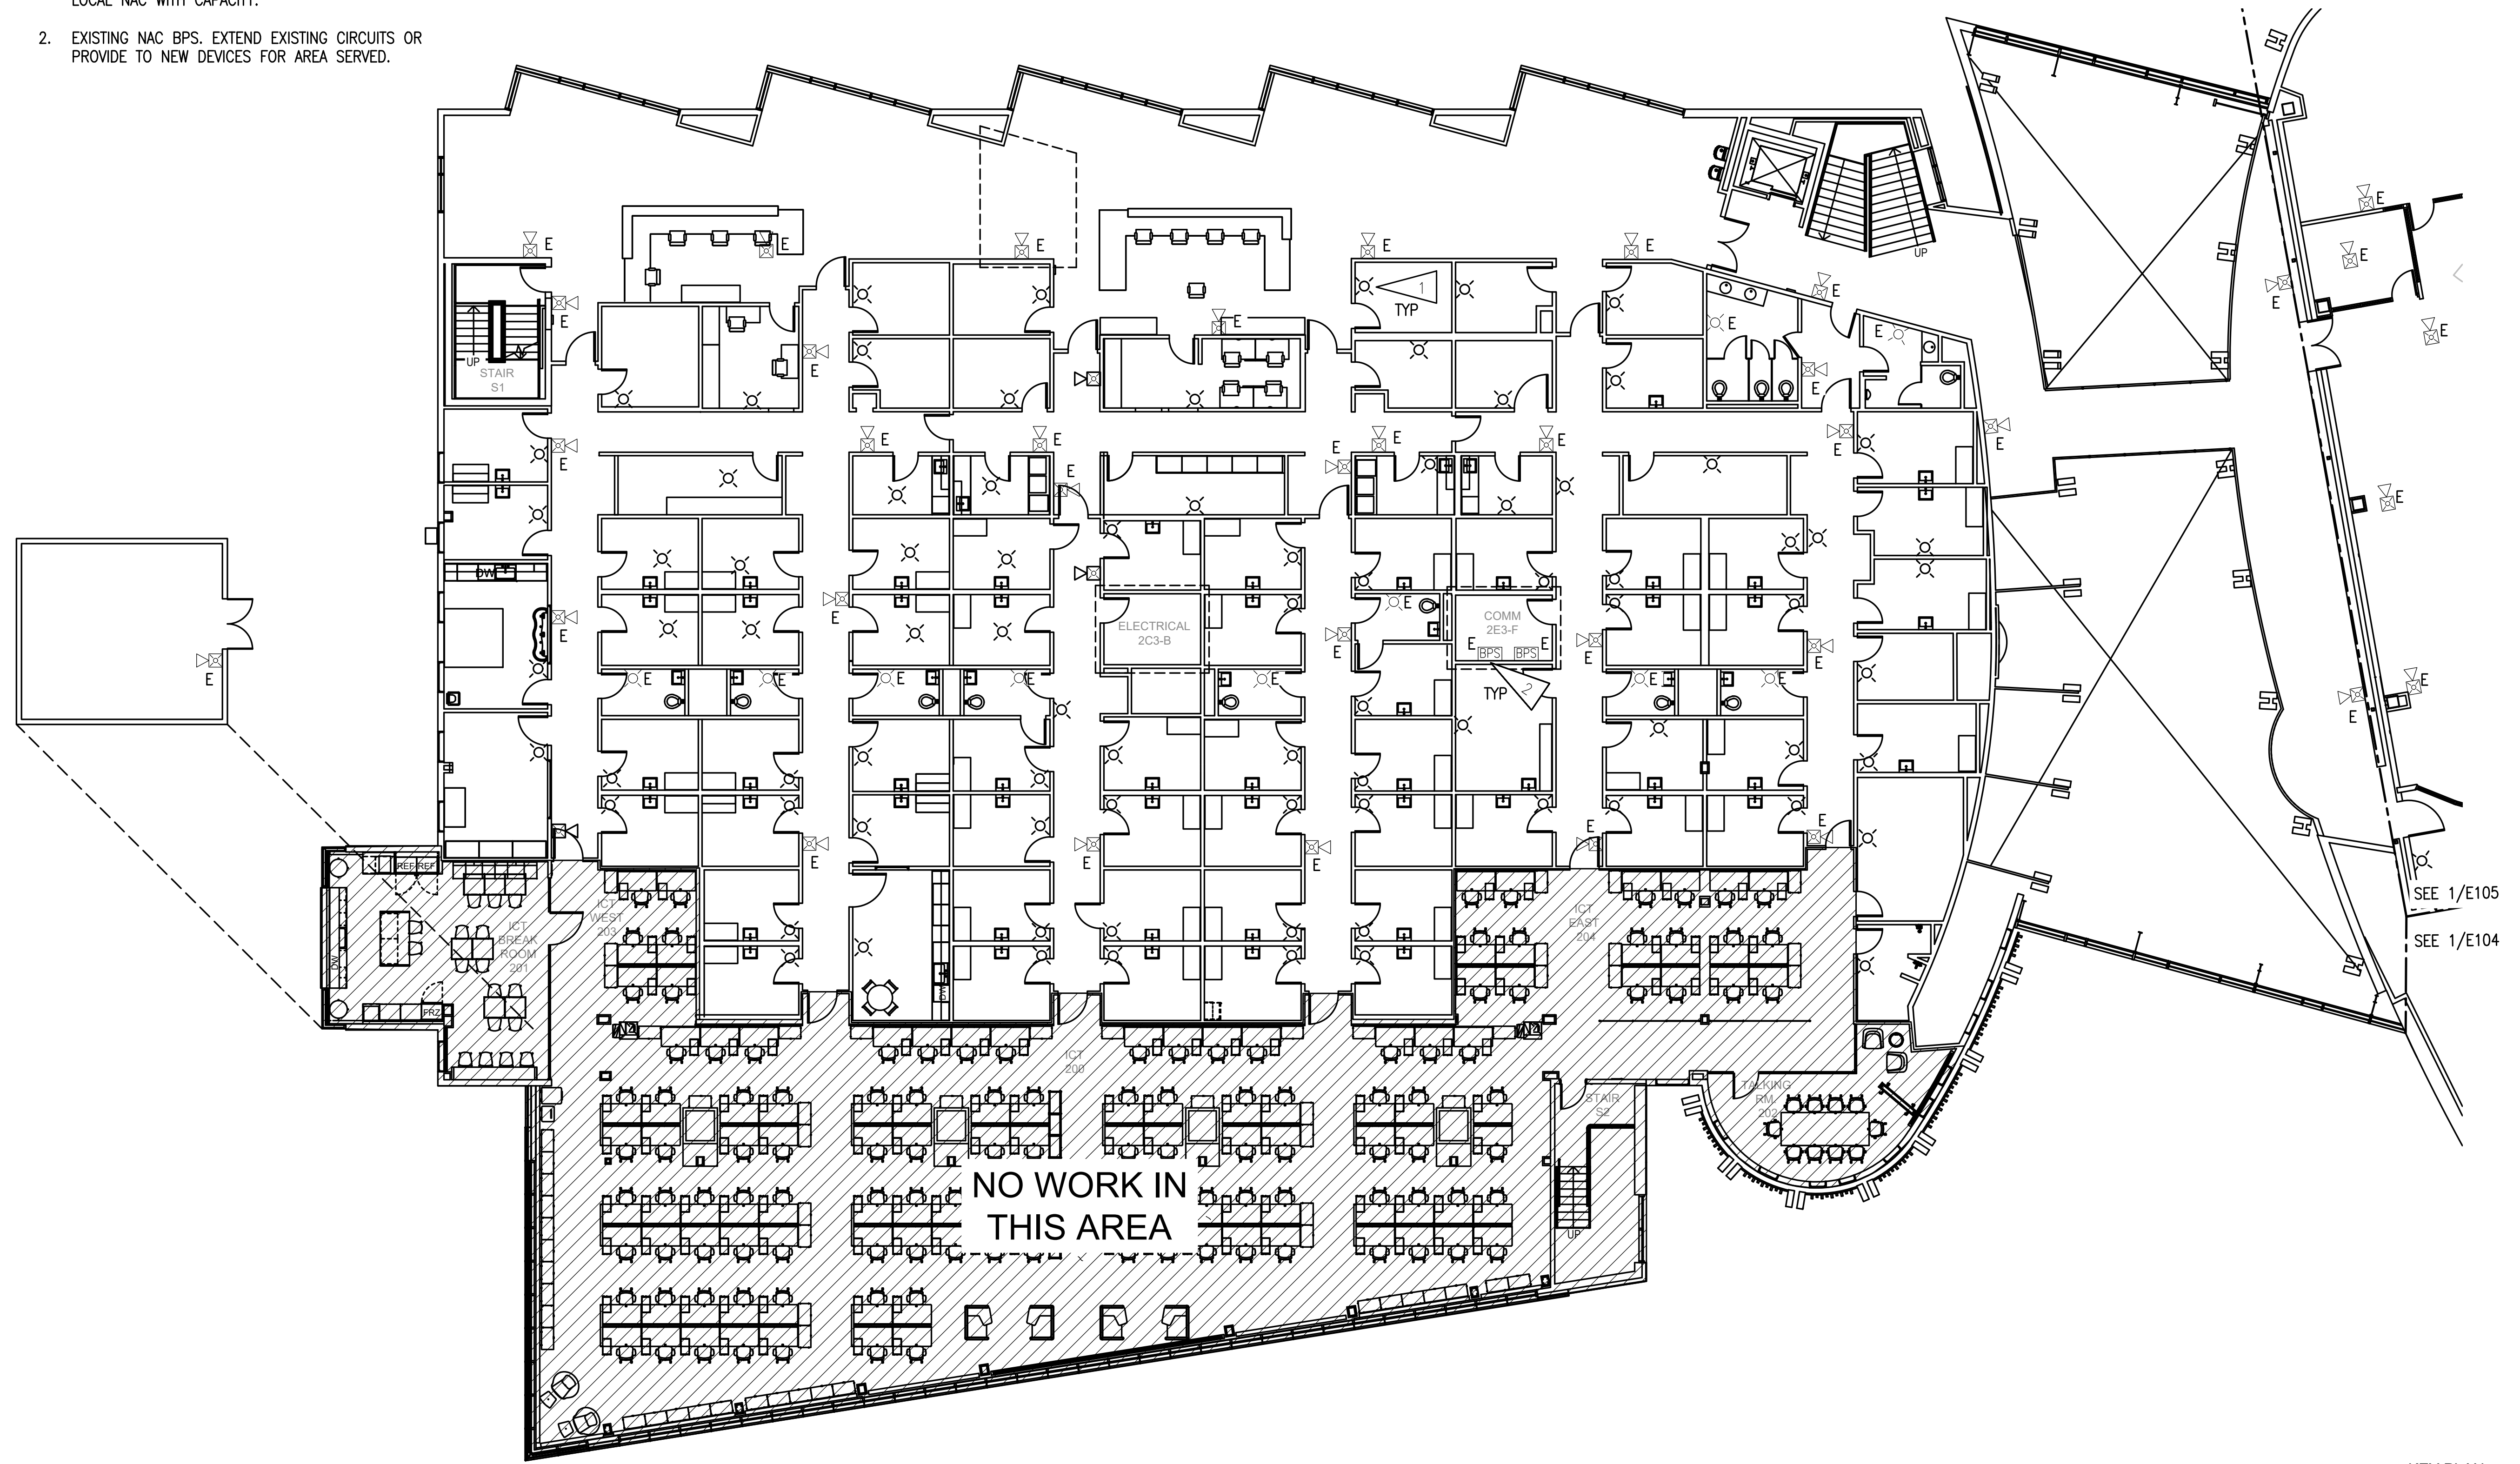 LOCAL NAC WITH CAPACITY.
2. EXISTING NAC BPS. EXTEND EXISTING CIRCUITS OR
PROVIDE TO NEW DEVICES FOR AREA SERVED.
E
E
E
E
E
E
UP
E
E
E
E
E
E
1
TYP
E
E
E
E
E
E
UP
STAIR
S1
E
E
E
E
E
E
E
E
E
E
E
E
E
DW
E
E
E
E
ELECTRICAL
2C3-B
COMM
2E3-F
E
E
BPS
BPS
E
E
E
E
E
E
E
E
E
E
E
E
E
E
TYP
2
E
E
E
E
E
E
E
REF
REF
ICT
WEST
203
ICT
BREAK
ROOM
201
DW
FRZ
DW
ICT
EAST
204
SEE 1/E105
SEE 1/E104
ICT
200
STAIR
S2
TALKING
RM.
202
NO WORK IN
THIS AREA
UP